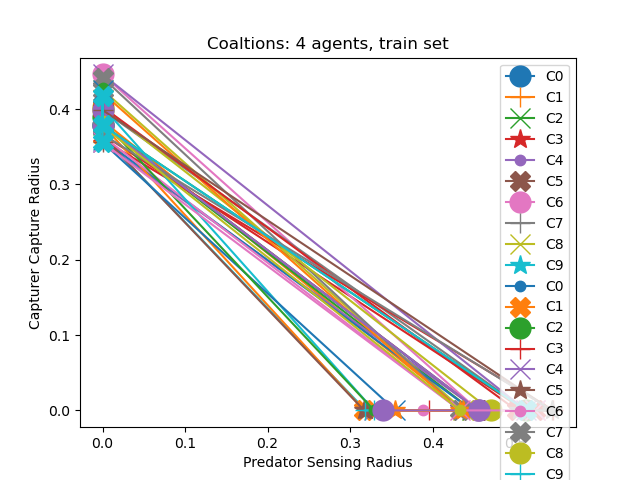 Coaltions: 4 agents, train set
Capturer Capture Radius
0.4
0.3
0.2
0.1
0.0
0.0
0.1
0.2
0.3
0.4
Predator Sensing Radius
C0
C1
C2
C3
C4
C5
C6
C7
C8
C9
C0
C1
C2
C3
C4
C5
C6
C7
C8
C9